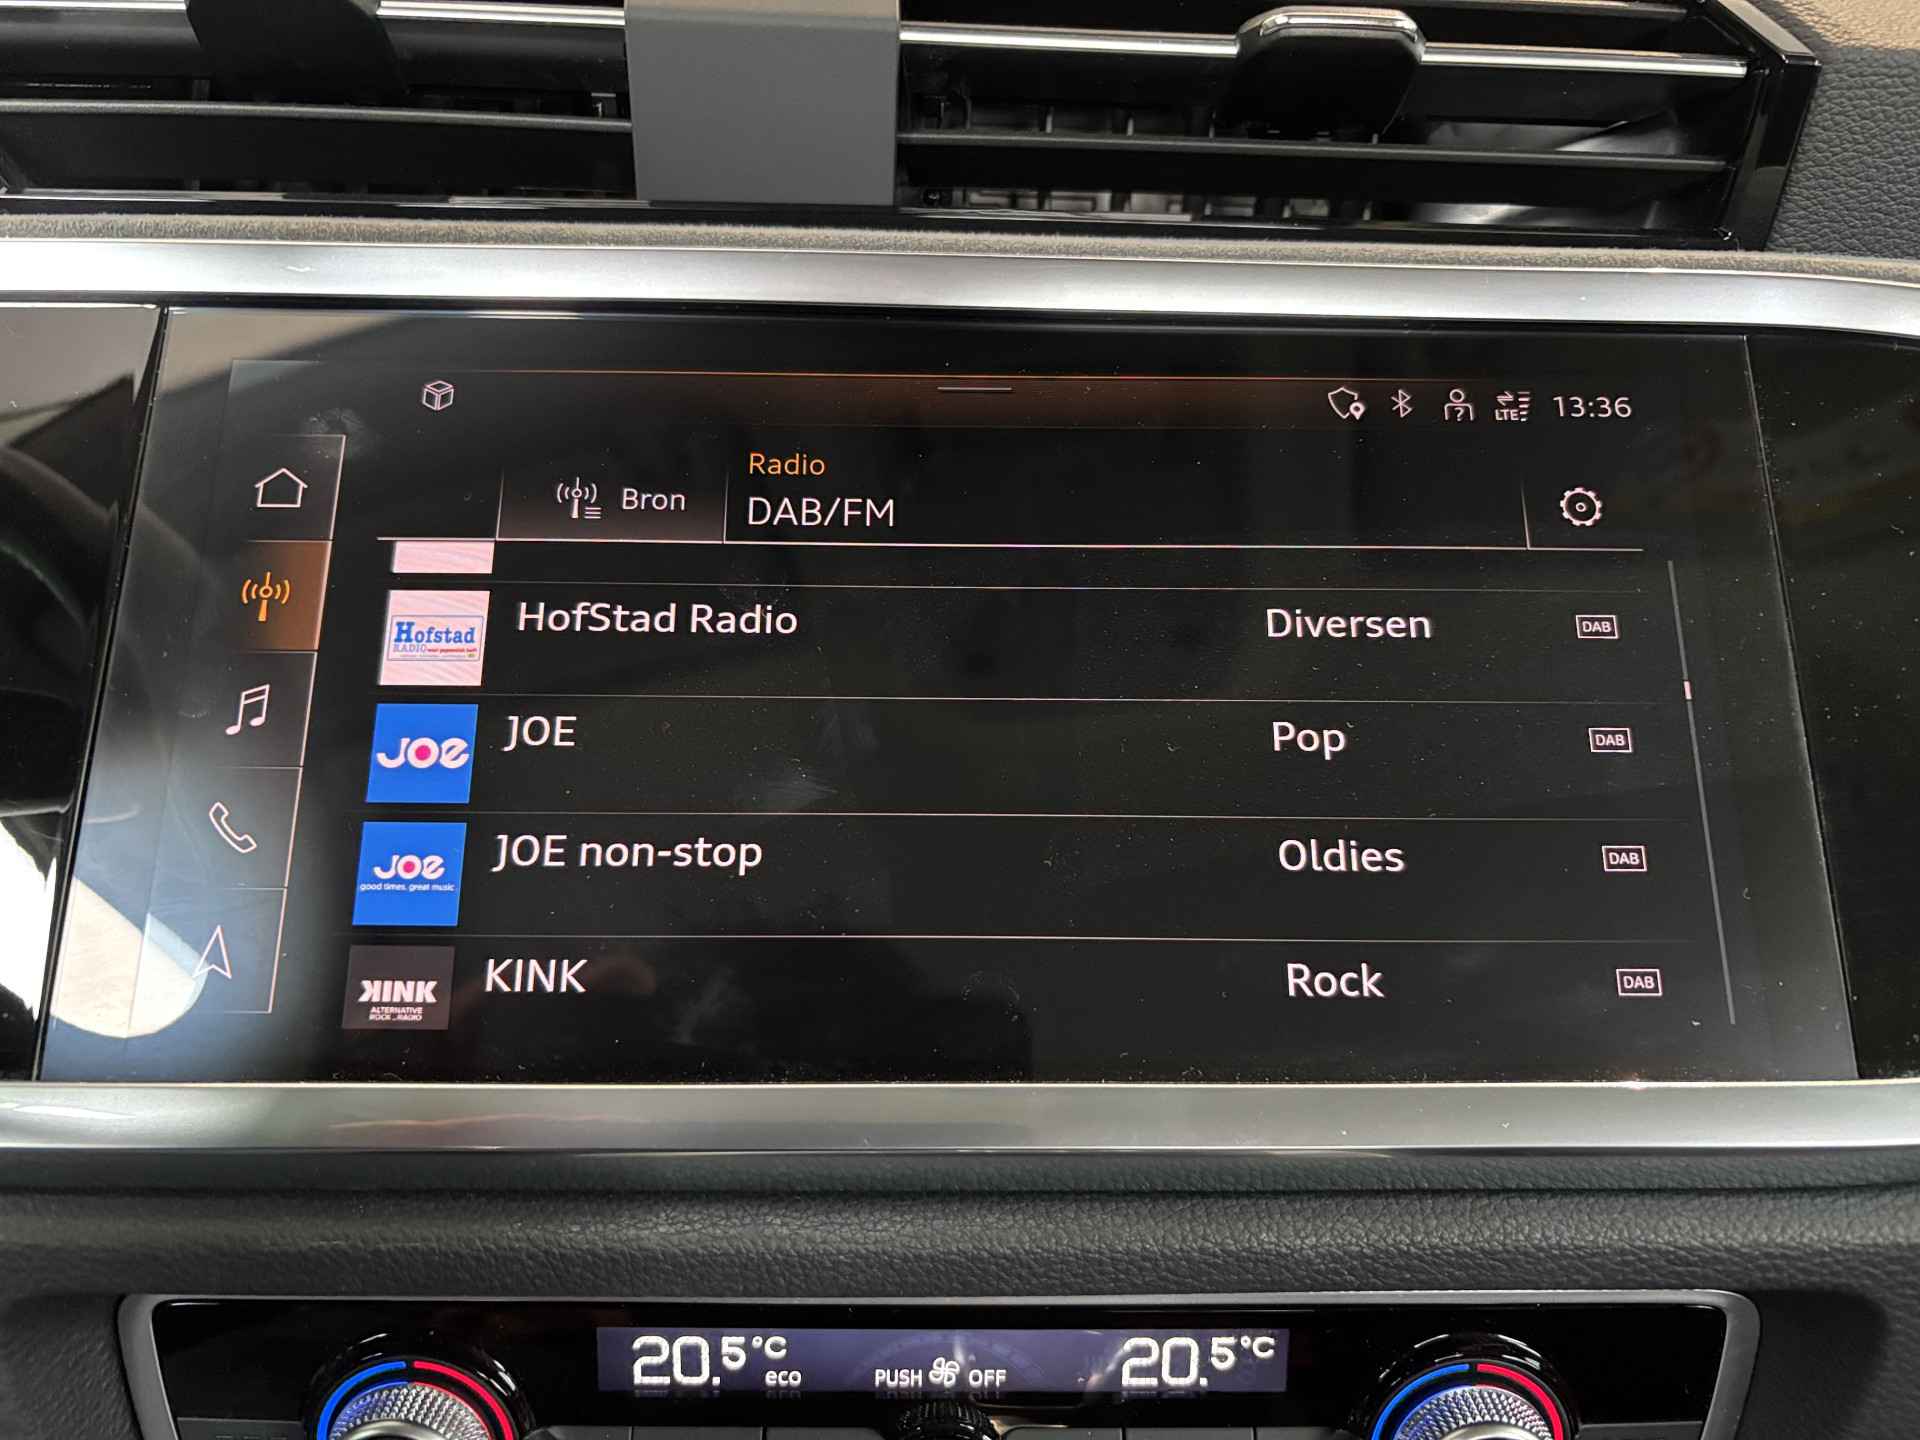 LTE 13:36
Radio
Bron DAB/FM
Hofstad
RADIO
HofStad Radio Diversen DAB
JOe
JOE Pop DAB
JOe
good times. great music.
JOE non-stop Oldies DAB
KINK
ALTERNATIVE
ROCK RADIO
KINK Rock DAB
20.5°C eco PUSH OFF 20.5°C